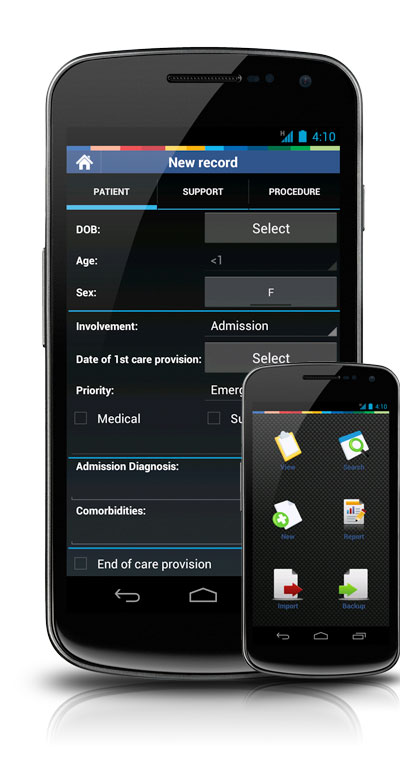 H 4:10
New record
PATIENT SUPPORT PROCEDURE
DOB: Select
Age: <1
Sex: F
Involvement: Admission
Date of 1st care provision: Select
Priority: Emerg
Medical Su
Admission Diagnosis:
Comorbidities:
End of care provision
4:10
View Search
New Report
Import Backup